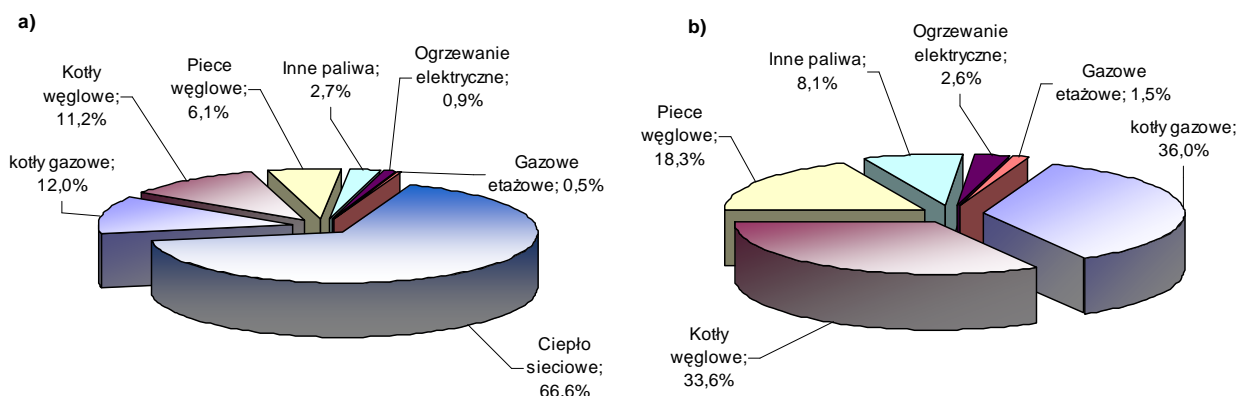 a)
Kotły
węglowe;
11,2%
Piece
węglowe;
6,1%
Inne paliwa;
2,7%
Ogrzewanie
elektryczne;
0,9%
kotły gazowe;
12,0%
Gazowe
etażowe; 0,5%
Ciepło
sieciowe;
66,6%
b)
Piece
węglowe;
18,3%
Inne paliwa;
8,1%
Ogrzewanie
elektryczne;
2,6%
Gazowe
etażowe; 1,5%
kotły gazowe;
36,0%
Kotły
węglowe;
33,6%